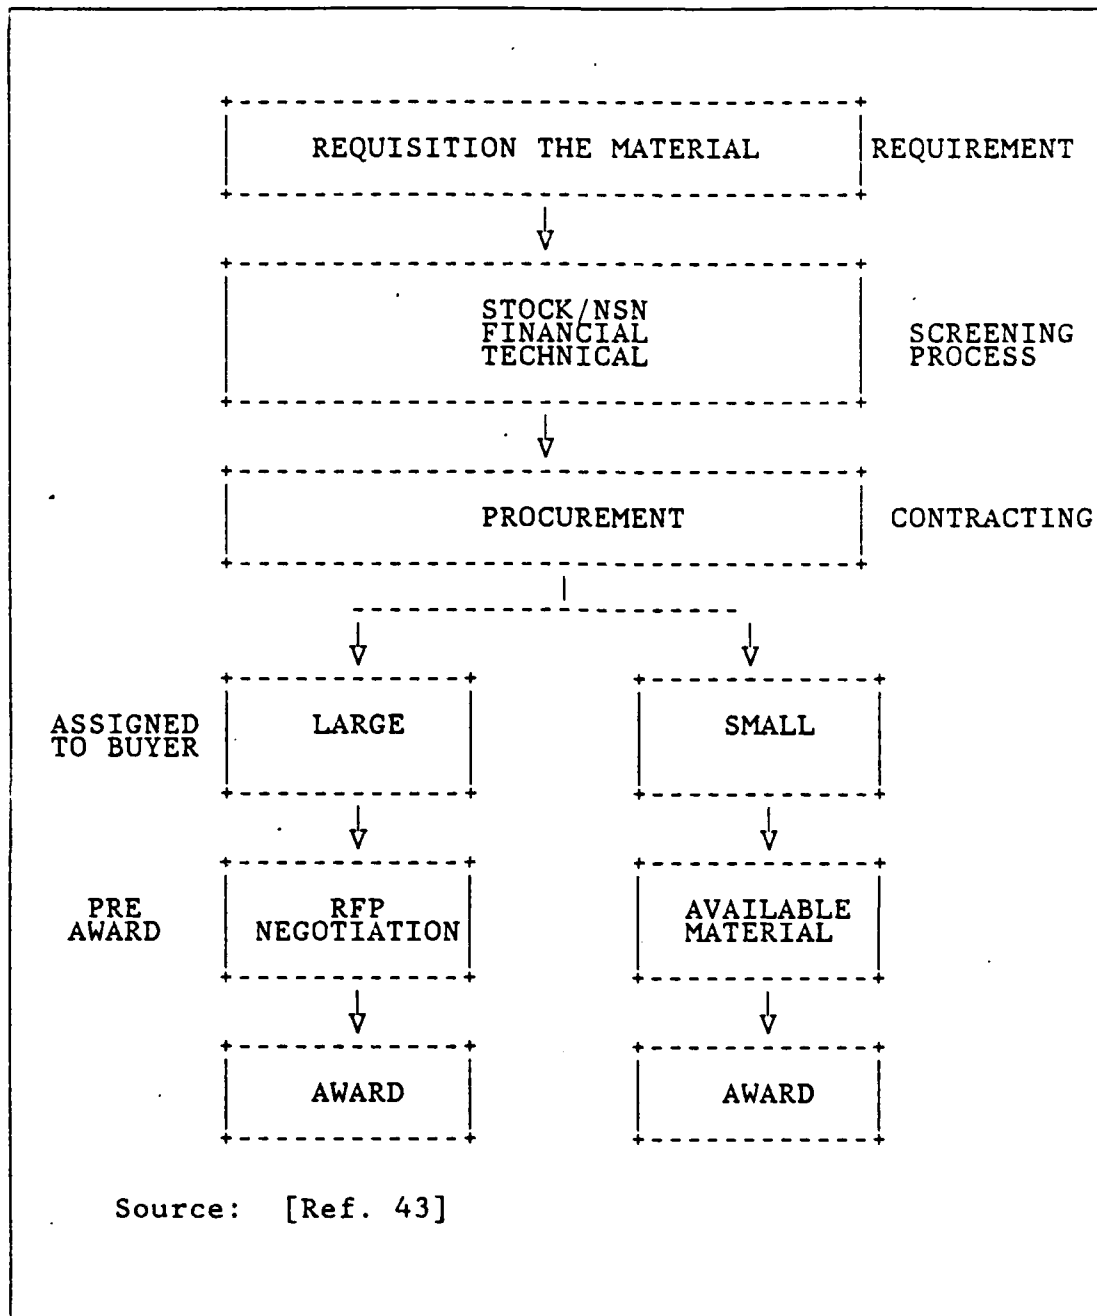 REQUISITION THE MATERIAL
REQUIREMENT
STOCK/NSN
FINANCIAL
TECHNICAL
SCREENING
PROCESS
PROCUREMENT
CONTRACTING
ASSIGNED
TO BUYER
LARGE
SMALL
PRE
AWARD
RFP
NEGOTIATION
AVAILABLE
MATERIAL
AWARD
AWARD
Source: [Ref. 43]